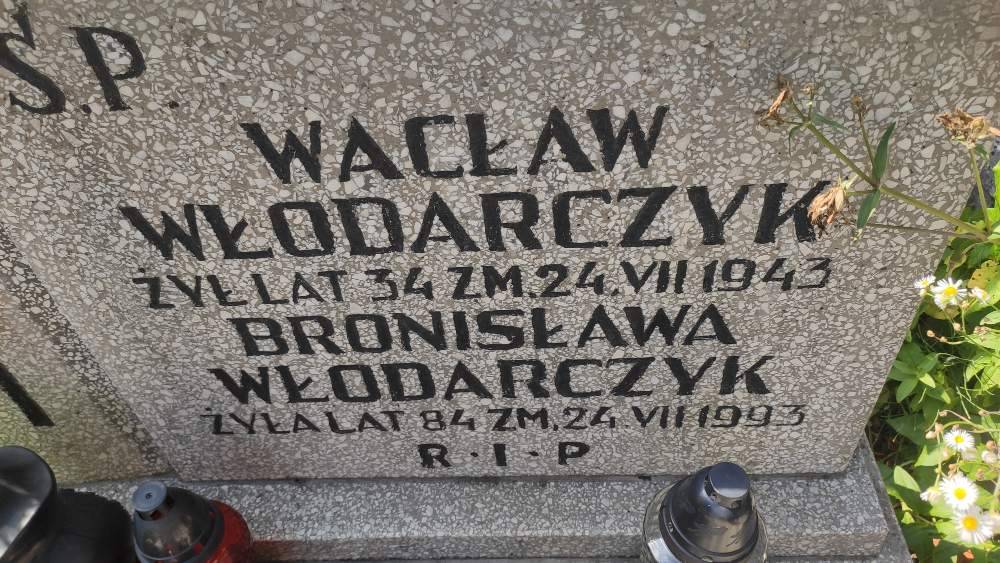 Ś.P.
WACŁAW
WŁODARCZYK
ŻYŁ LAT 34 ZM. 24. VII 1943
BRONISŁAWA
WŁODARCZYK
ŻYŁA LAT 84 ZM. 24. VII 1993
R·I·P